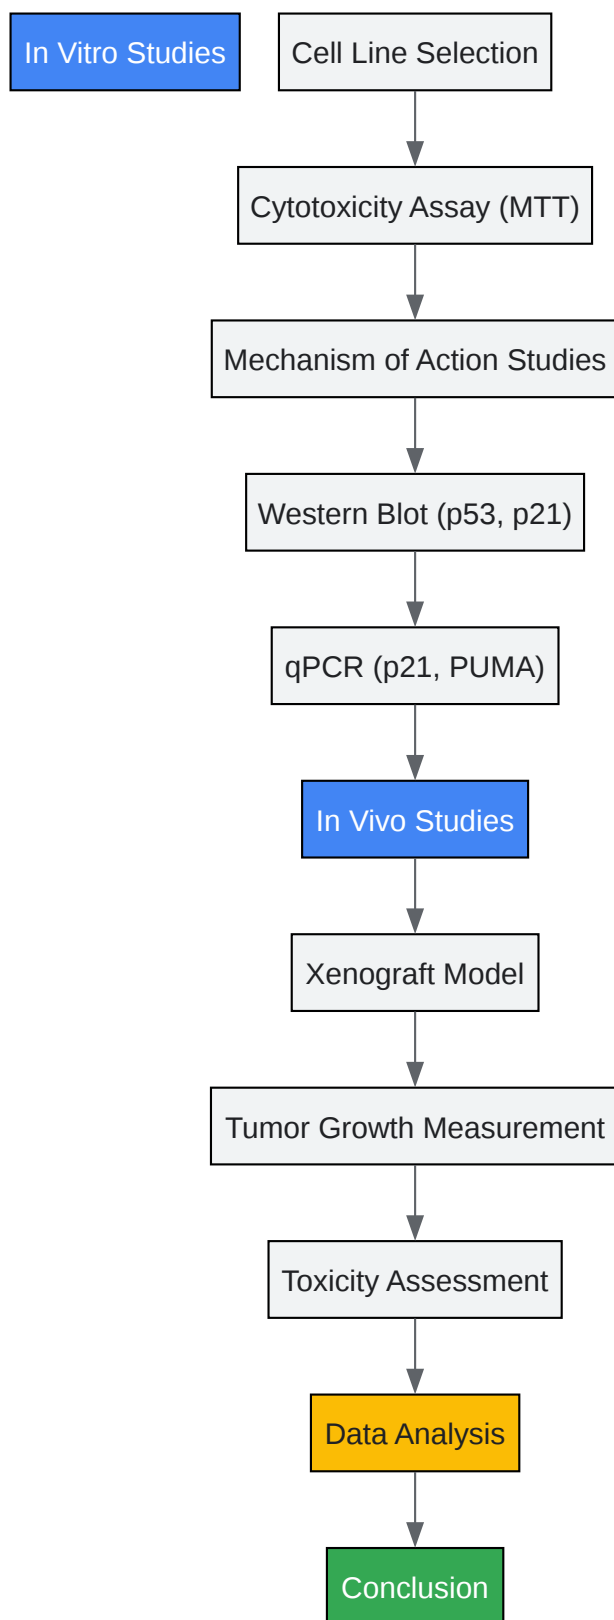 In Vitro Studies
Cell Line Selection
Cytotoxicity Assay (MTT)
Mechanism of Action Studies
Western Blot (p53, p21)
qPCR (p21, PUMA)
In Vivo Studies
Xenograft Model
Tumor Growth Measurement
Toxicity Assessment
Data Analysis
Conclusion